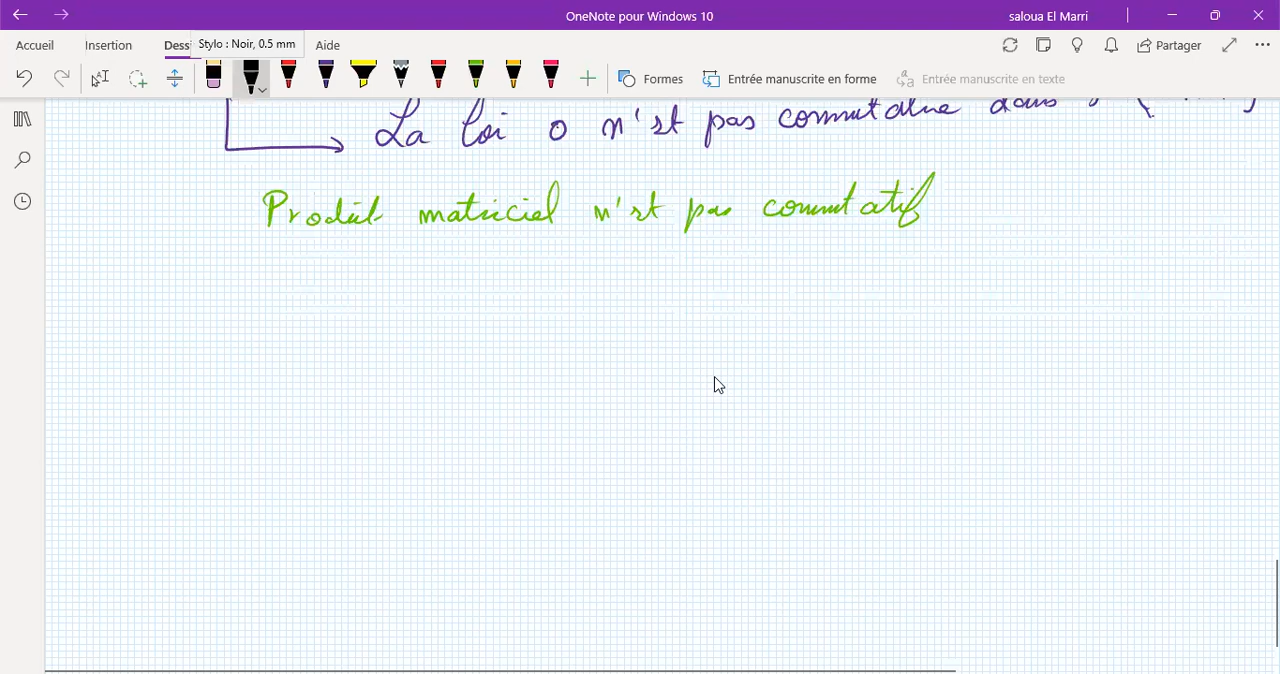 OneNote pour Windows 10
saloua El Marri
Accueil Insertion Dess Stylo : Noir, 0.5 mm Aide Partager
Formes Entrée manuscrite en forme Entrée manuscrite en texte
La loi o n'est pas commutative dans
Produit matriciel n'est pas commutatif